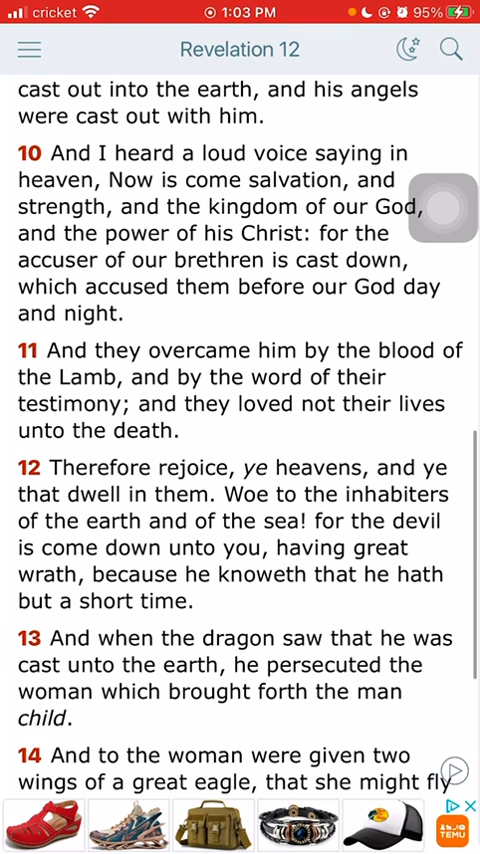 cricket 1:03 PM 95%
Revelation 12
cast out into the earth, and his angels
were cast out with him.
10 And I heard a loud voice saying in
heaven, Now is come salvation, and
strength, and the kingdom of our God,
and the power of his Christ: for the
accuser of our brethren is cast down,
which accused them before our God day
and night.
11 And they overcame him by the blood of
the Lamb, and by the word of their
testimony; and they loved not their lives
unto the death.
12 Therefore rejoice, ye heavens, and ye
that dwell in them. Woe to the inhabiters
of the earth and of the sea! for the devil
is come down unto you, having great
wrath, because he knoweth that he hath
but a short time.
13 And when the dragon saw that he was
cast unto the earth, he persecuted the
woman which brought forth the man
child.
14 And to the woman were given two
wings of a great eagle, that she might fly
TEMU